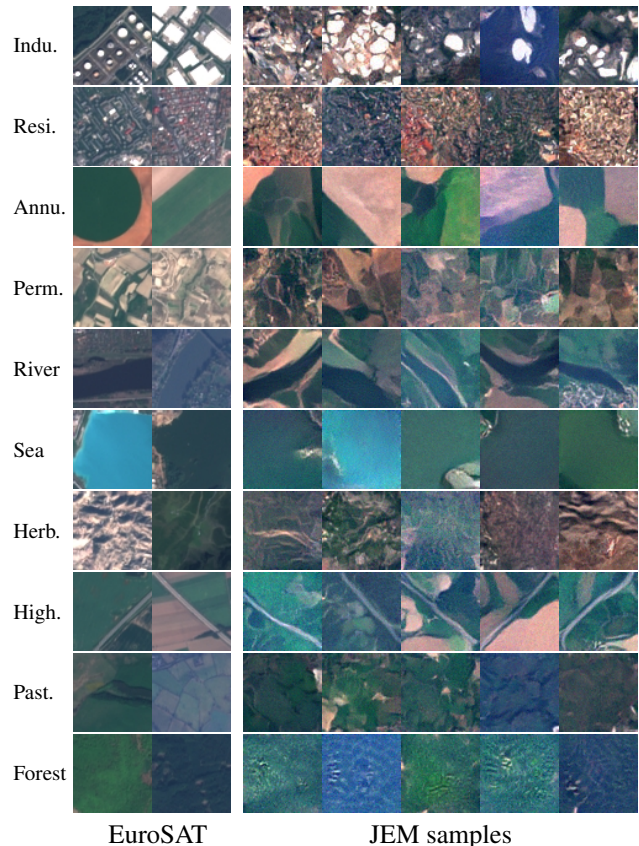 Indu.
Resi.
Annu.
Perm.
River
Sea
Herb.
High.
Past.
Forest
EuroSAT JEM samples